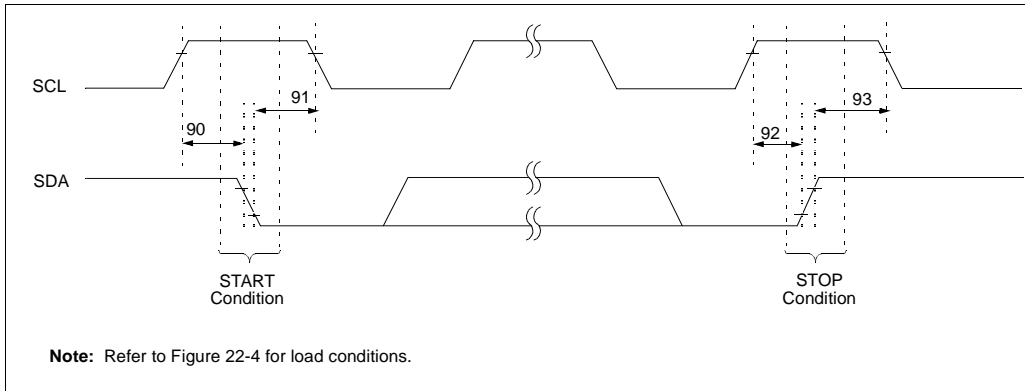 SCL
91
93
90
92
SDA
START
Condition
STOP
Condition
Note: Refer to Figure 22-4 for load conditions.